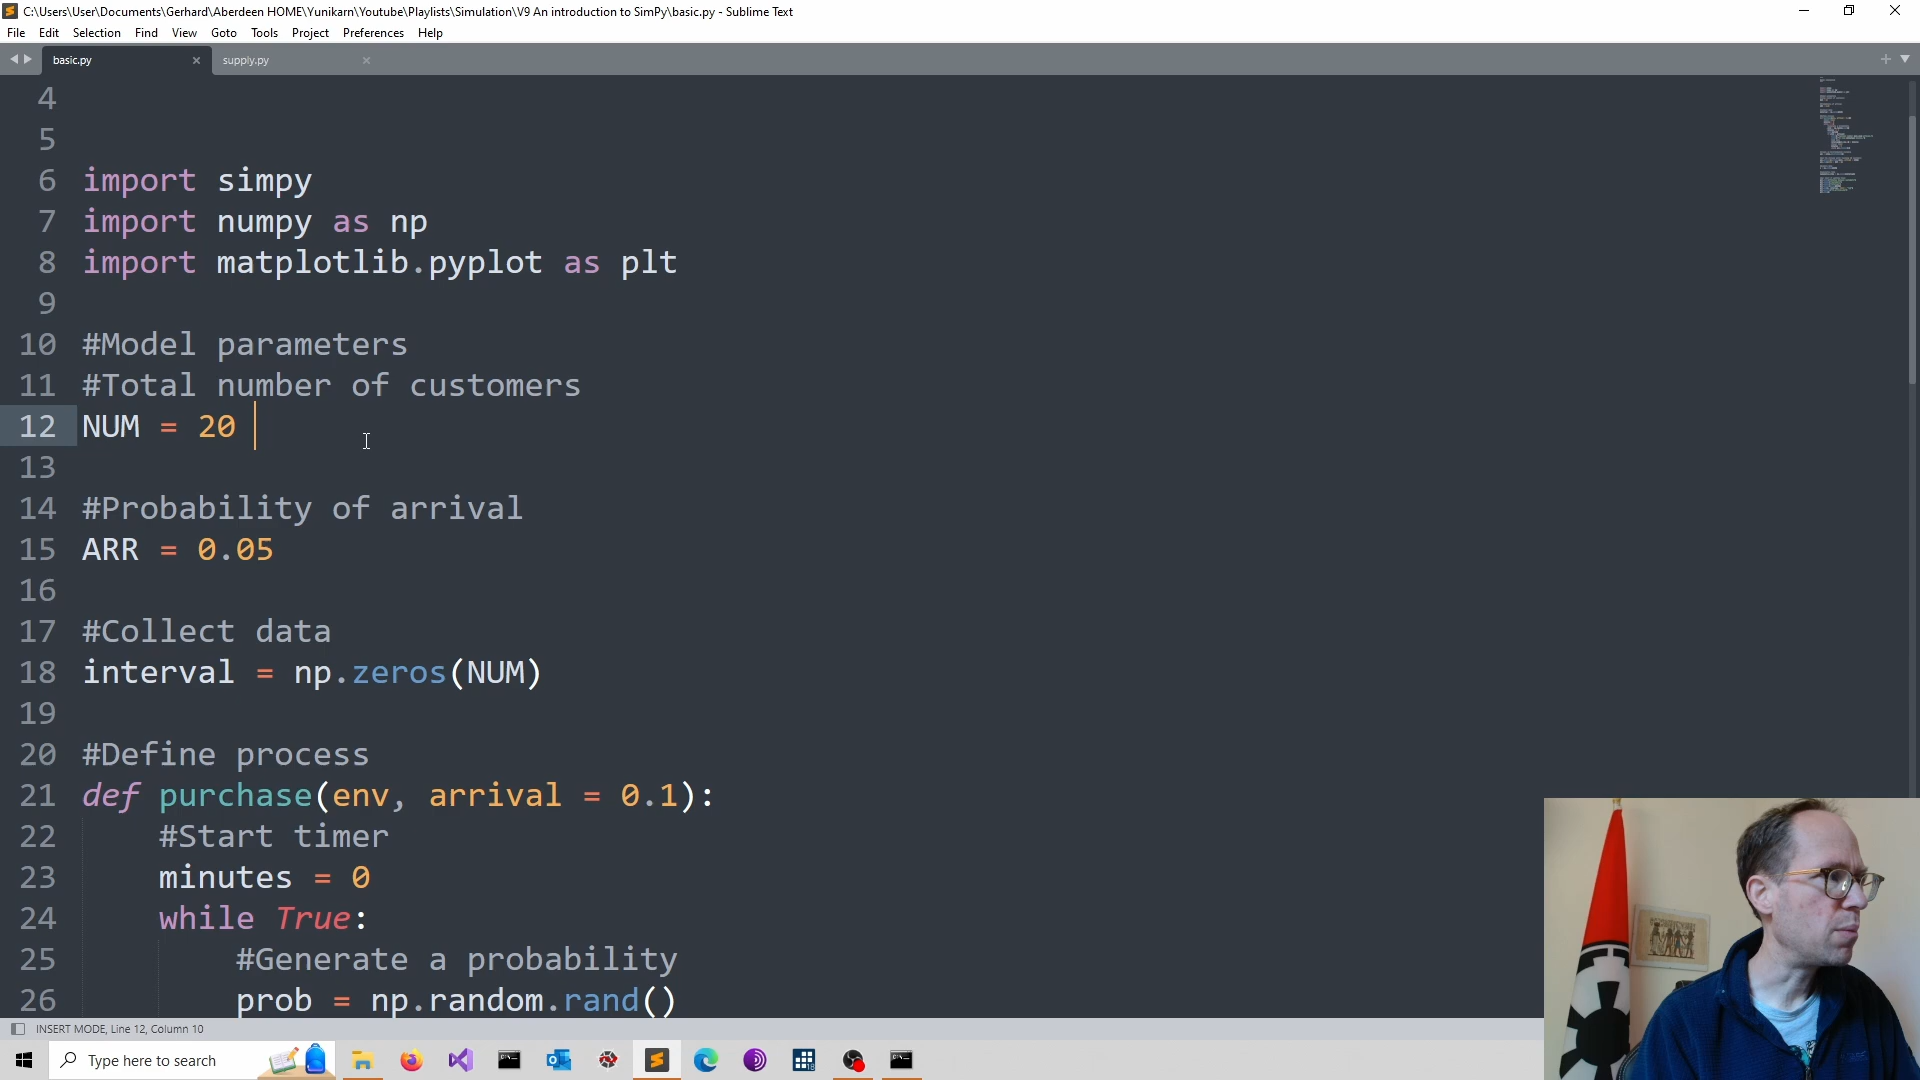 C:\Users\User\Documents\Gerhard\Aberdeen HOME\Yunikarn\Youtube\Playlists\Simulation\V9 An introduction to SimPy\basic.py - Sublime Text
File Edit Selection Find View Goto Tools Project Preferences Help
basic.py × supply.py ×
4
5
6 import simpy
7 import numpy as np
8 import matplotlib.pyplot as plt
9
10 #Model parameters
11 #Total number of customers
12 NUM = 20
13
14 #Probability of arrival
15 ARR = 0.05
16
17 #Collect data
18 interval = np.zeros(NUM)
19
20 #Define process
21 def purchase(env, arrival = 0.1):
22 #Start timer
23 minutes = 0
24 while True:
25 #Generate a probability
26 prob = np.random.rand()
INSERT MODE, Line 12, Column 10
Type here to search